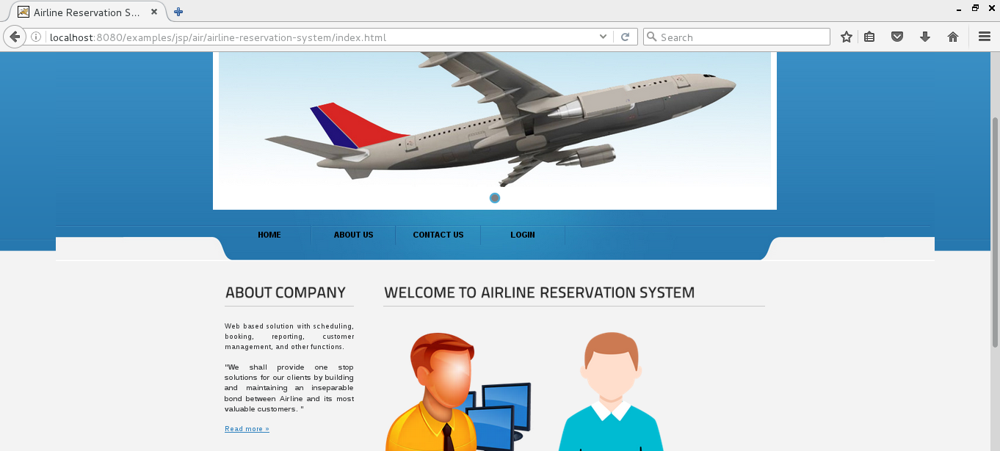 Airline Reservation S...
localhost:8080/examples/jsp/air/airline-reservation-system/index.html
Search
HOME
ABOUT US
CONTACT US
LOGIN
ABOUT COMPANY
Web based solution with scheduling,
booking, reporting, customer
management, and other functions.
"We shall provide one stop
solutions for our clients by building
and maintaining an inseparable
bond between Airline and its most
valuable customers. "
Read more »
WELCOME TO AIRLINE RESERVATION SYSTEM